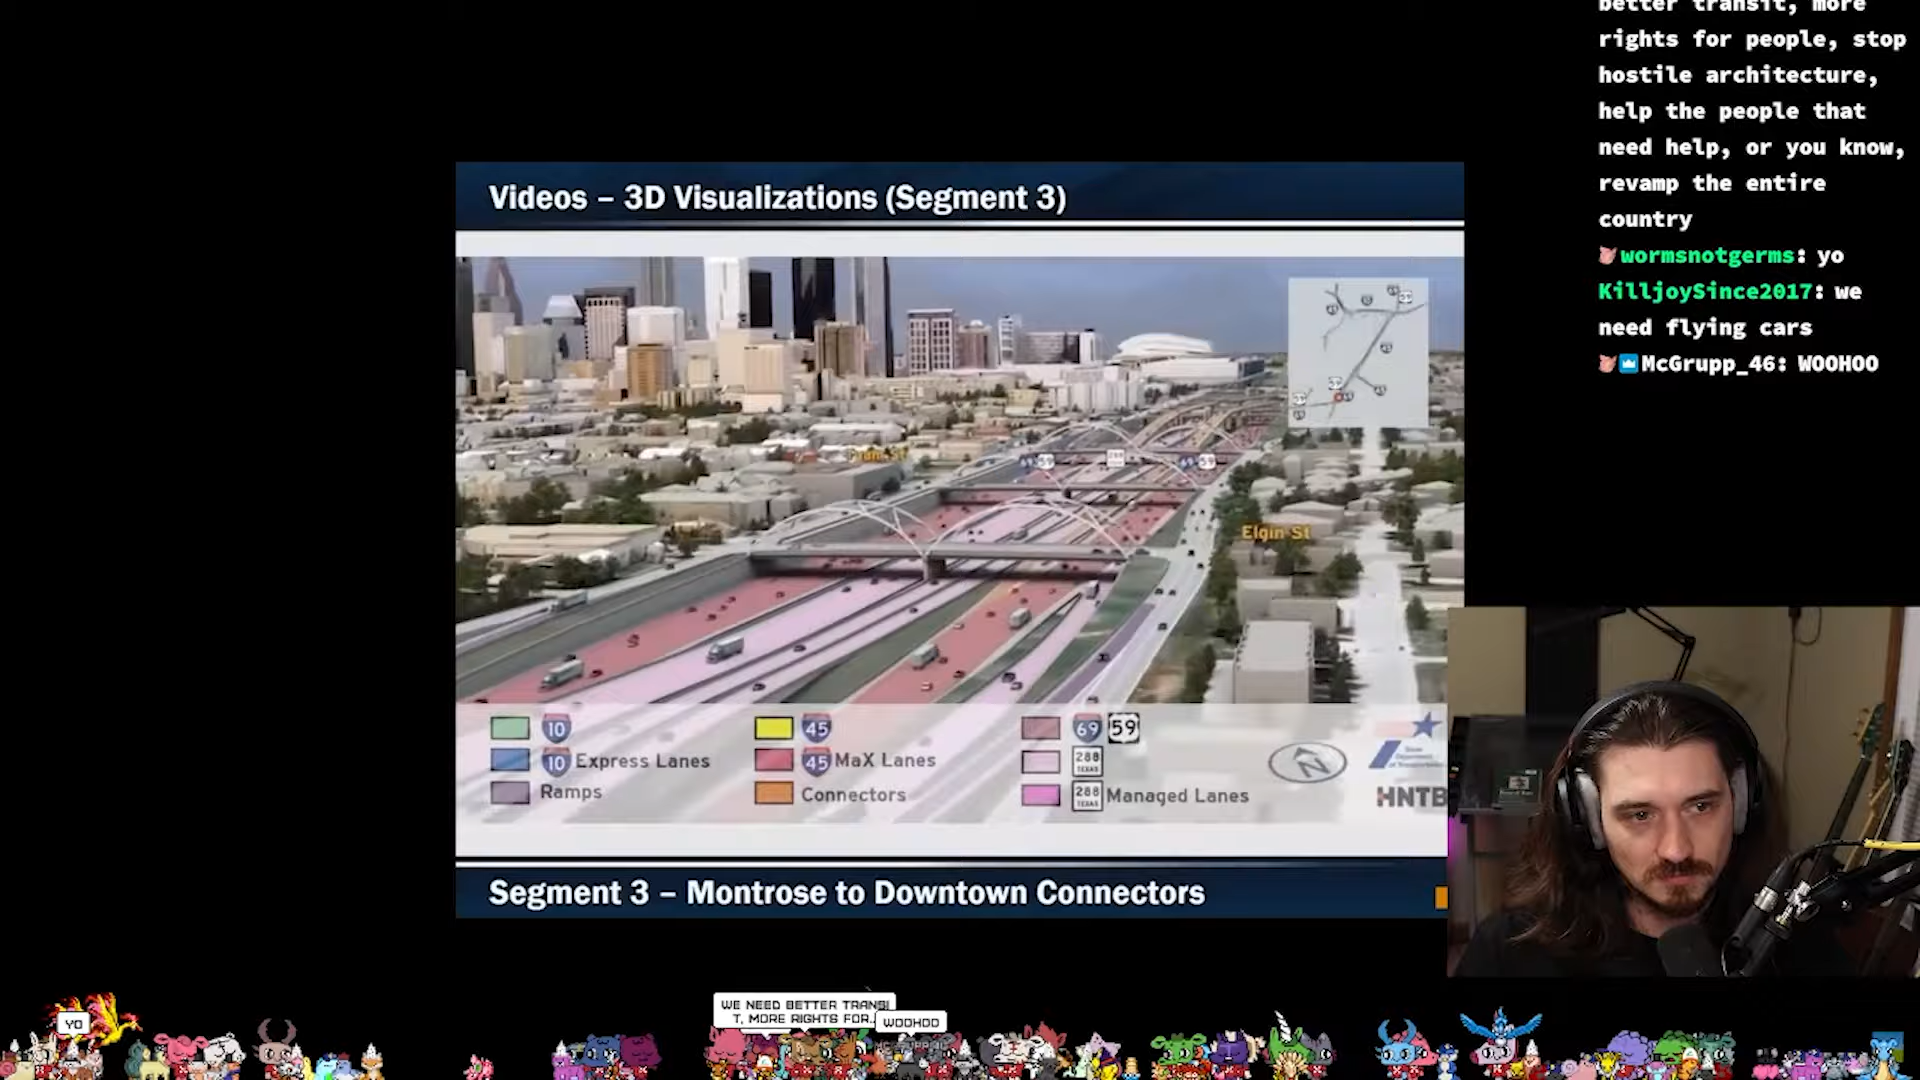 better transit, more
rights for people, stop
hostile architecture,
help the people that
need help, or you know,
revamp the entire
country
wormsnotgerms: yo
KilljoySince2017: we
need flying cars
McGrupp_46: WOOHOO
Videos – 3D Visualizations (Segment 3)
Elgin St
10
45
69 59
10 Express Lanes
45 MaX Lanes
288 TEXAS
Ramps
Connectors
288 TEXAS Managed Lanes
N
HNTB
Segment 3 – Montrose to Downtown Connectors
YO
WE NEED BETTER TRANSI
T, MORE RIGHTS FOR..
WOOHOO